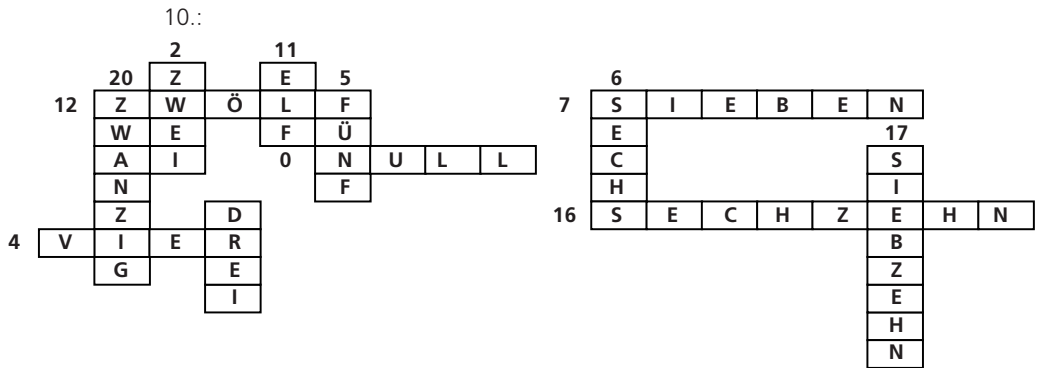 10.:
2 11
20 Z E 5 6
12 Z W Ö L F 7 S I E B E N
W E F Ü E 17
A I 0 N U L L C S
N F H I
Z D 16 S E C H Z E H N
4 V I E R B
G E Z
I E
H
N